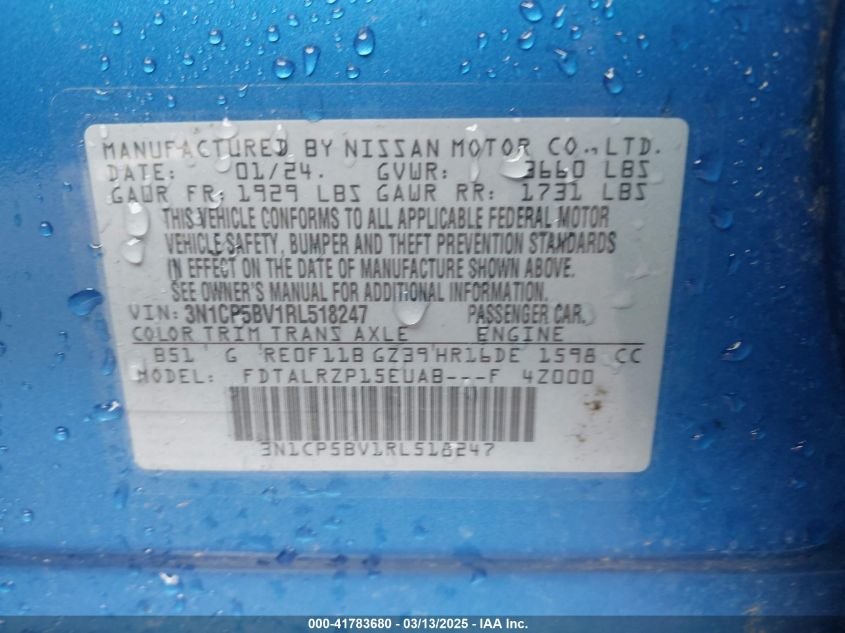 MANUFACTURED BY NISSAN MOTOR CO., LTD.
DATE: 01/24. GVWR: 3660 LBS
GAWR FR: 1929 LBS GAWR RR: 1731 LBS
THIS VEHICLE CONFORMS TO ALL APPLICABLE FEDERAL MOTOR
VEHICLE SAFETY, BUMPER AND THEFT PREVENTION STANDARDS
IN EFFECT ON THE DATE OF MANUFACTURE SHOWN ABOVE.
SEE OWNER'S MANUAL FOR ADDITIONAL INFORMATION.
VIN: 3N1CP5BV1RL518247 PASSENGER CAR
COLOR TRIM TRANS AXLE ENGINE
B51 G RE0F11B GZ39 HR16DE 1598 CC
MODEL: FDTALRZP15EUAB---F 4Z000
3N1CP5BV1RL518247
000-41783680 / 03/13/2025 - IAA Inc.